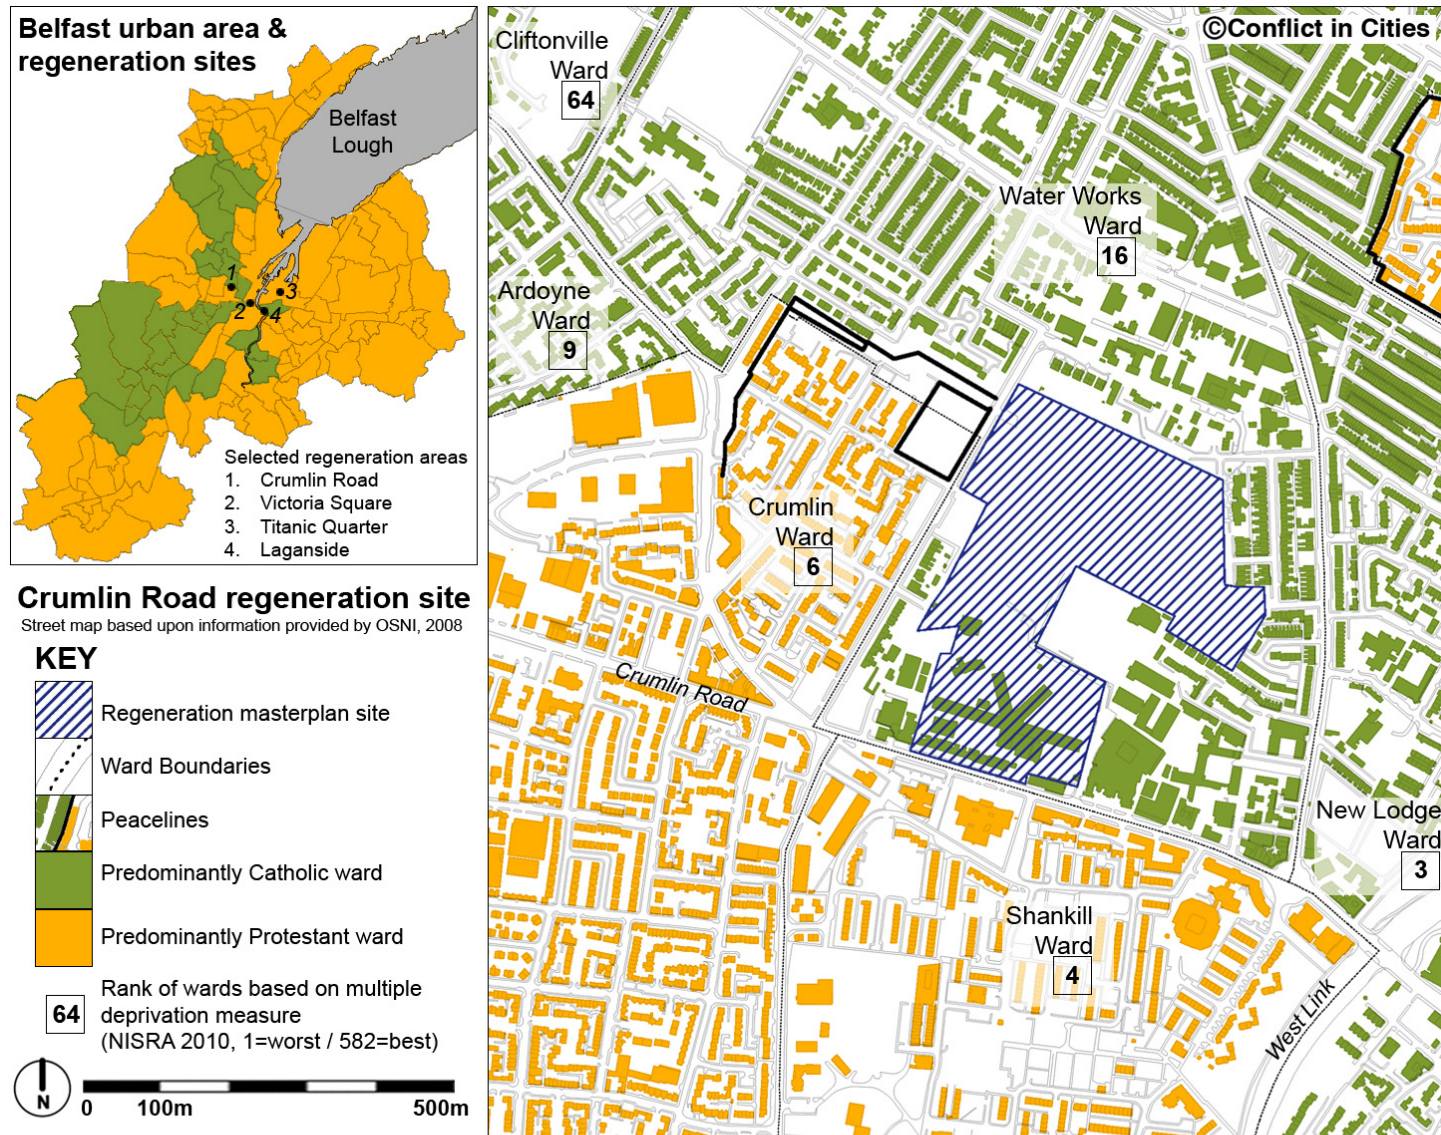 Belfast urban area &
regeneration sites
Belfast
Lough
1
2
3
4
Selected regeneration areas
1. Crumlin Road
2. Victoria Square
3. Titanic Quarter
4. Laganside
Crumlin Road regeneration site
Street map based upon information provided by OSNI, 2008
KEY
Regeneration masterplan site
Ward Boundaries
Peacelines
Predominantly Catholic ward
Predominantly Protestant ward
64
Rank of wards based on multiple
deprivation measure
(NISRA 2010, 1=worst / 582=best)
N
0 100m 500m
©Conflict in Cities
Cliftonville
Ward
64
Water Works
Ward
16
Ardoyne
Ward
9
Crumlin
Ward
6
Crumlin Road
New Lodge
Ward
3
Shankill
Ward
4
West Link